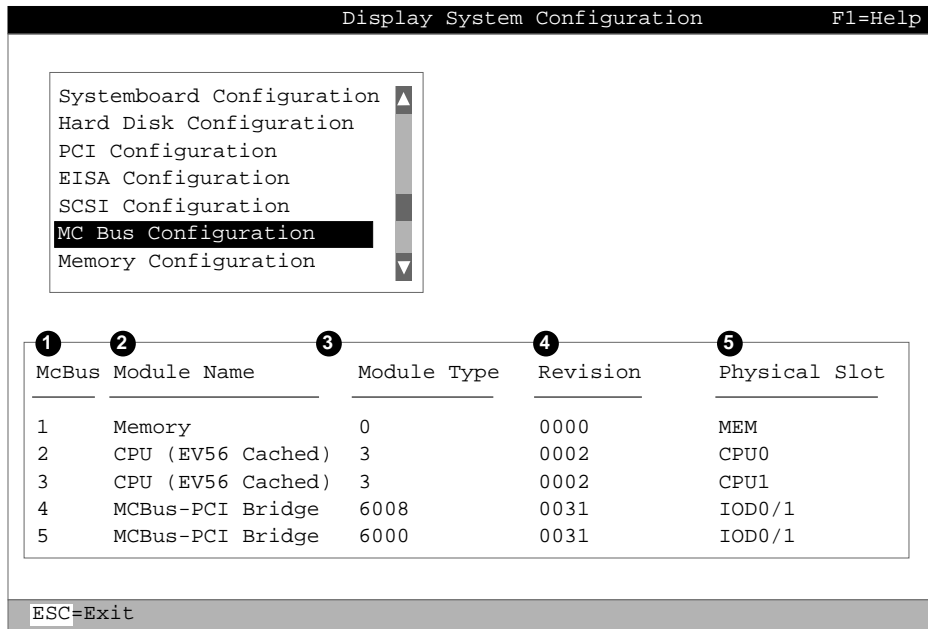 Display System Configuration F1=Help
Systemboard Configuration
Hard Disk Configuration
PCI Configuration
EISA Configuration
SCSI Configuration
MC Bus Configuration
Memory Configuration
1 2 3 4 5
McBus Module Name Module Type Revision Physical Slot
1 Memory 0 0000 MEM
2 CPU (EV56 Cached) 3 0002 CPU0
3 CPU (EV56 Cached) 3 0002 CPU1
4 MCBus-PCI Bridge 6008 0031 IOD0/1
5 MCBus-PCI Bridge 6000 0031 IOD0/1
ESC=Exit